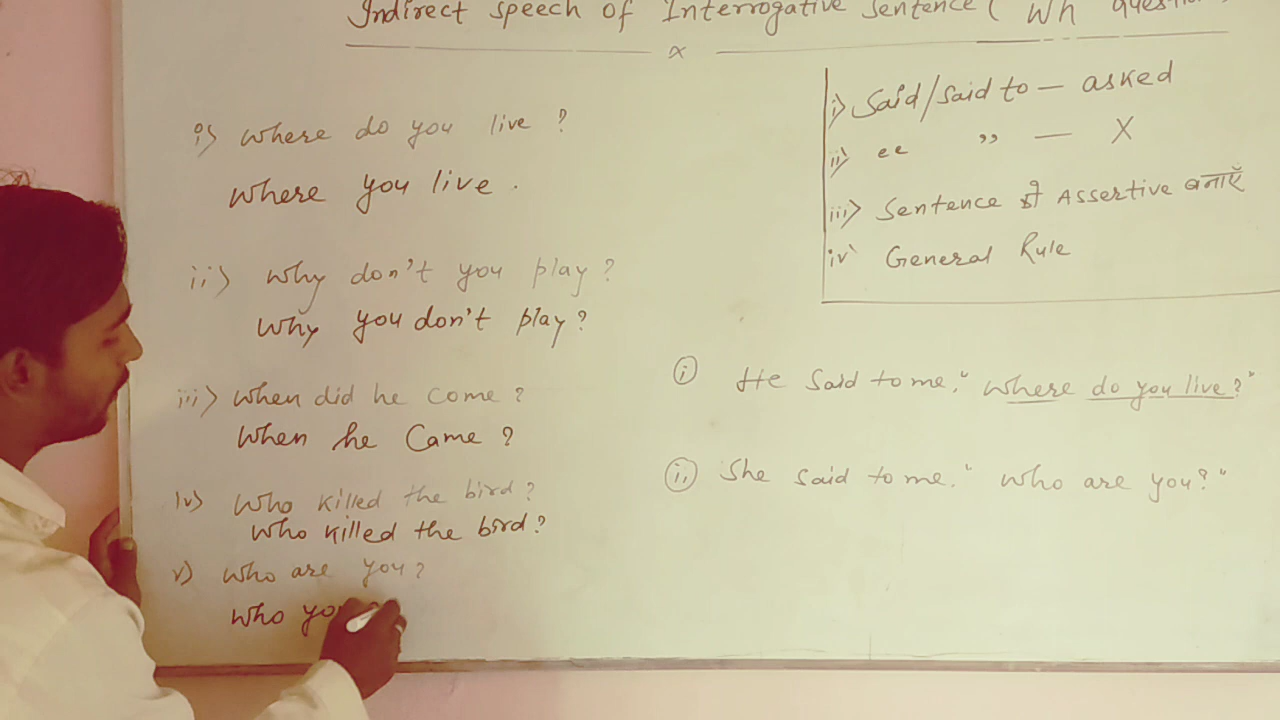 Indirect speech of Interrogative sentence ( Wh Question
x
i) where do you live ?
where you live .
ii) why don't you play ?
why you don't play ?
iii) when did he come ?
when he came ?
iv) who killed the bird ?
who killed the bird ?
v) who are you ?
who you
i) Said/said to — asked
ii) " " — X
iii) Sentence को Assertive बनाएँ
iv) General Rule
i He said to me, " where do you live ? "
ii She said to me, " who are you ? "